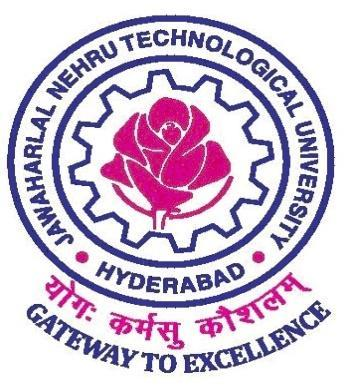 JAWAHARLAL NEHRU TECHNOLOGICAL UNIVERSITY
HYDERABAD
योगः कर्मसु कौशलम्
GATEWAY TO EXCELLENCE